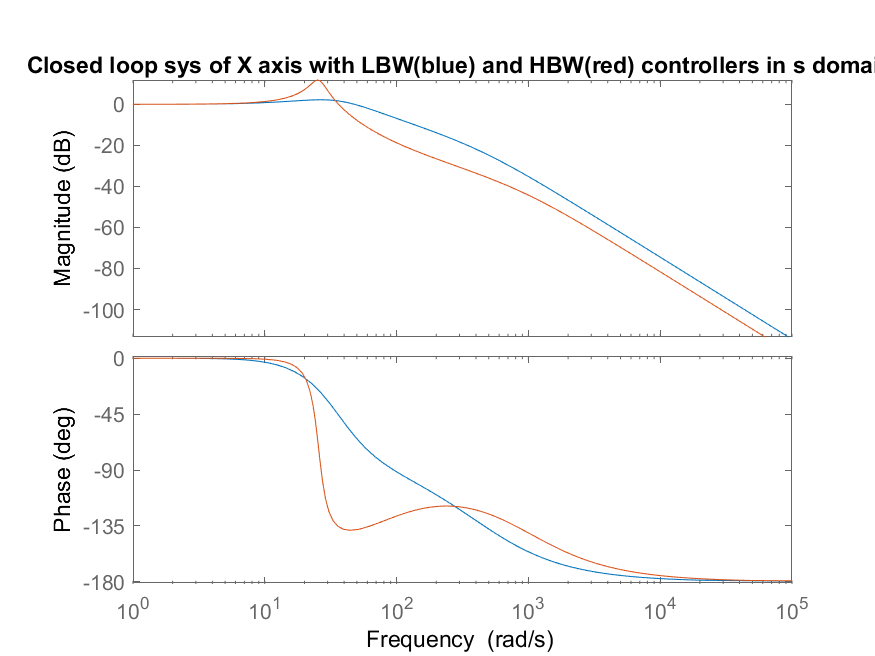 Closed loop sys of X axis with LBW(blue) and HBW(red) controllers in s domai
0
-20
-40
-60
-80
-100
Magnitude (dB)
0
-45
-90
-135
-180
Phase (deg)
10^0 10^1 10^2 10^3 10^4 10^5
Frequency (rad/s)